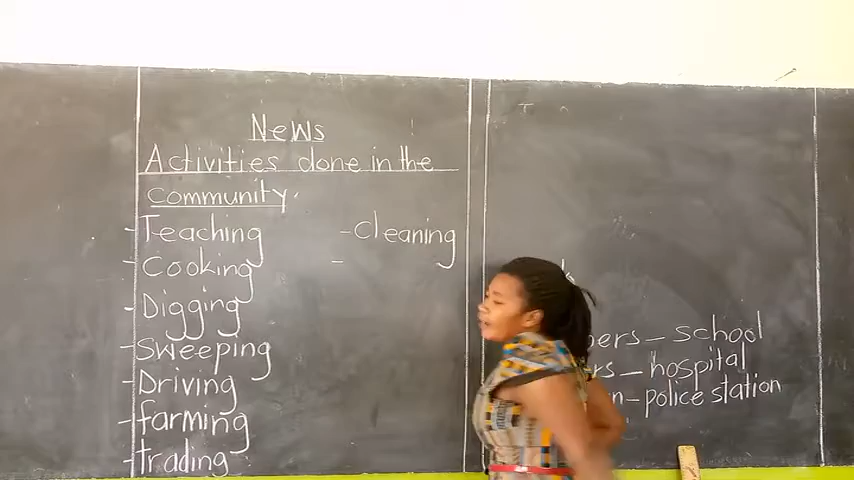 News
Activities done in the
community.
- Teaching
- Cooking
- Digging
- Sweeping
- Driving
- farming
- trading
- cleaning
-
- school
- hospital
- police station